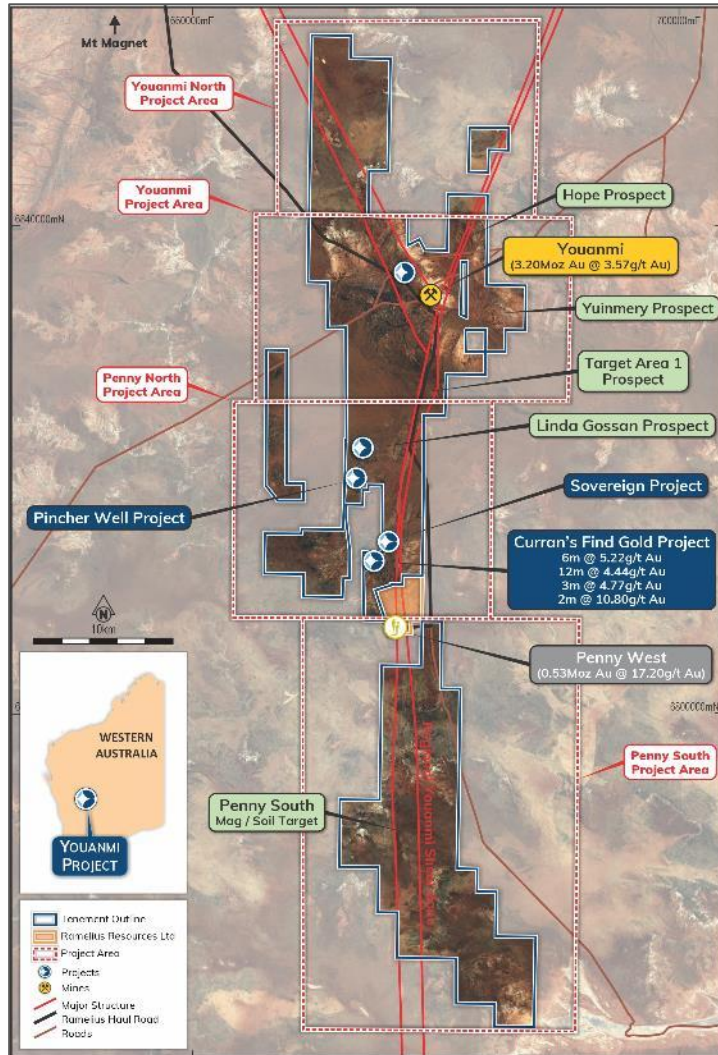 660000mE
700000mE
Mt Magnet
Youanmi North
Project Area
Youanmi
Project Area
6840000mN
Hope Prospect
Youanmi
(3.20Moz Au @ 3.57g/t Au)
Yuinmery Prospect
Target Area 1
Prospect
Penny North
Project Area
Linda Gossan Prospect
Sovereign Project
Pincher Well Project
Curran's Find Gold Project
6m @ 5.22g/t Au
12m @ 4.44g/t Au
3m @ 4.77g/t Au
2m @ 10.80g/t Au
N
10km
Penny West
(0.53Moz Au @ 17.20g/t Au)
6800000mN
WESTERN
AUSTRALIA
YOUANMI
PROJECT
Penny South
Project Area
Penny South
Mag / Soil Target
Youanmi
Tenement Outline
Ramelius Resources Ltd
Project Area
Projects
Mines
Major Structure
Ramelius Haul Road
Roads